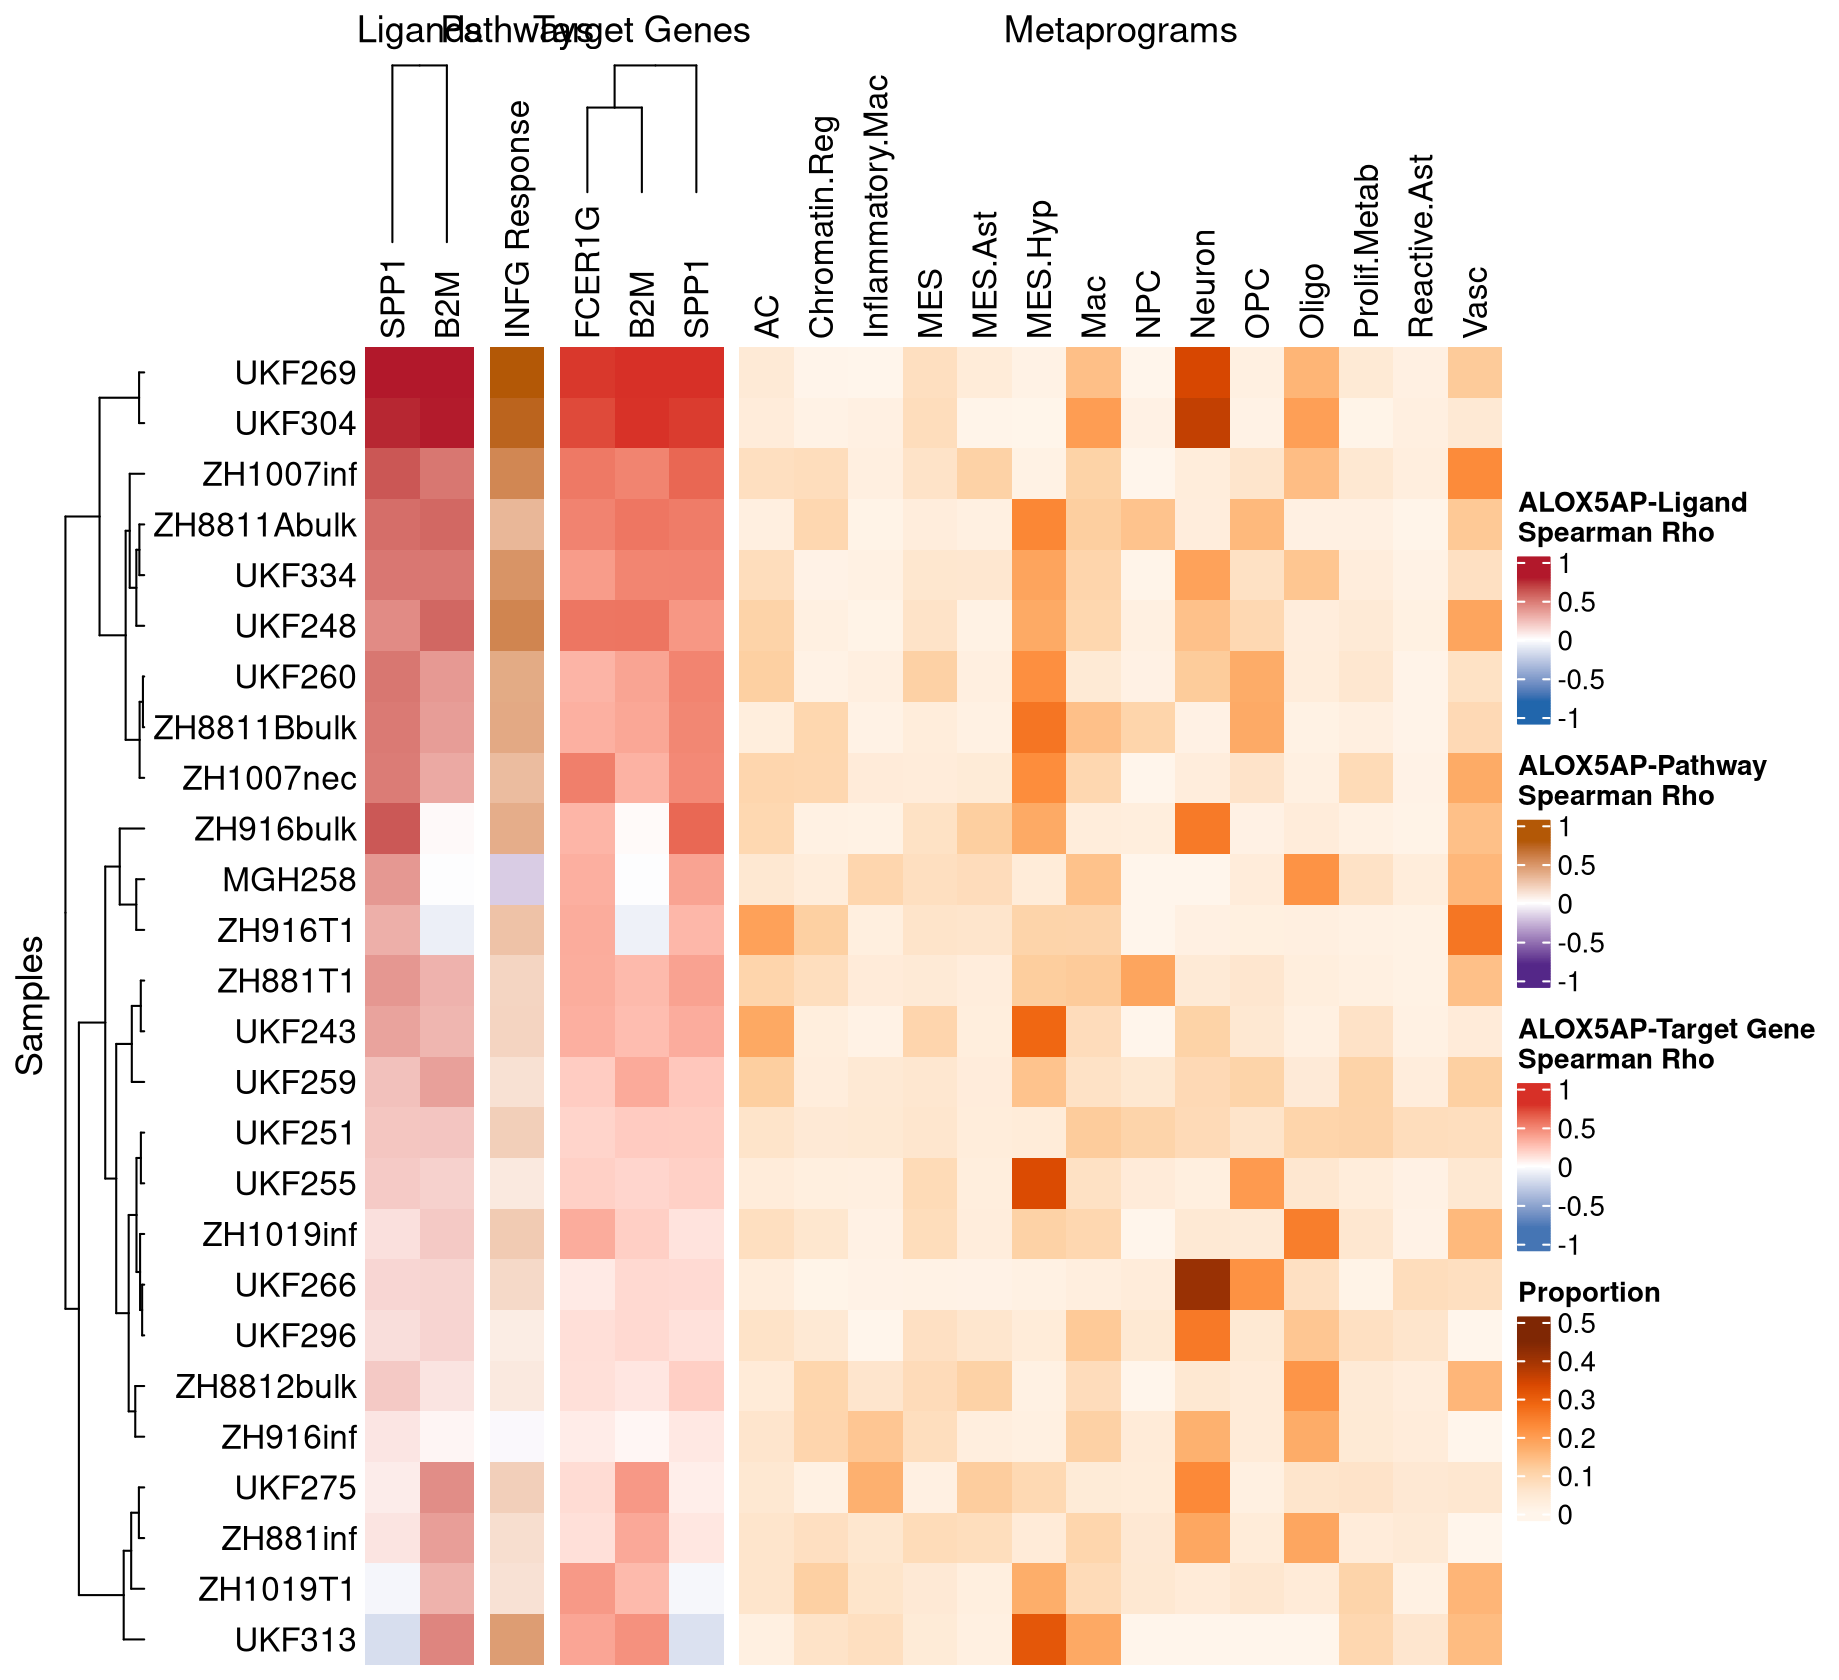 Ligands Pathways Target Genes Metaprograms
SPP1
B2M
INFG Response
FCER1G
B2M
SPP1
AC
Chromatin.Reg
Inflammatory.Mac
MES
MES.Ast
MES.Hyp
Mac
NPC
Neuron
OPC
Oligo
Prolif.Metab
Reactive.Ast
Vasc
Samples
UKF269
UKF304
ZH1007inf
ZH8811Abulk
UKF334
UKF248
UKF260
ZH8811Bbulk
ZH1007nec
ZH916bulk
MGH258
ZH916T1
ZH881T1
UKF243
UKF259
UKF251
UKF255
ZH1019inf
UKF266
UKF296
ZH8812bulk
ZH916inf
UKF275
ZH881inf
ZH1019T1
UKF313
ALOX5AP-Ligand
Spearman Rho
1
0.5
0
-0.5
-1
ALOX5AP-Pathway
Spearman Rho
1
0.5
0
-0.5
-1
ALOX5AP-Target Gene
Spearman Rho
1
0.5
0
-0.5
-1
Proportion
0.5
0.4
0.3
0.2
0.1
0